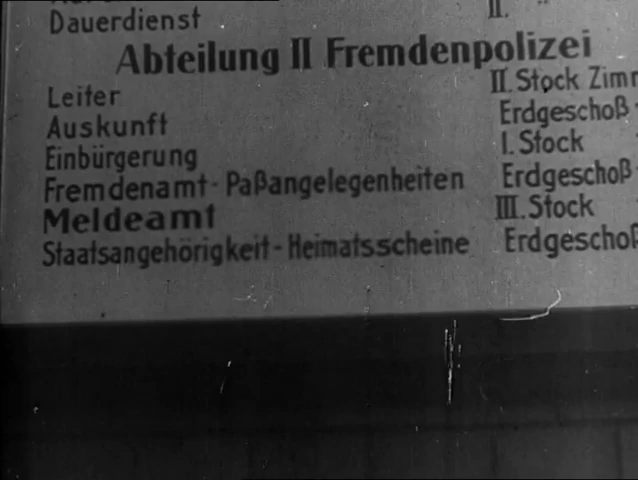 Dauerdienst II. "
Abteilung II Fremdenpolizei
Leiter II. Stock Zimm
Auskunft Erdgeschoß
Einbürgerung I. Stock
Fremdenamt - Paßangelegenheiten Erdgeschoß
Meldeamt III. Stock
Staatsangehörigkeit - Heimatsscheine Erdgeschoß